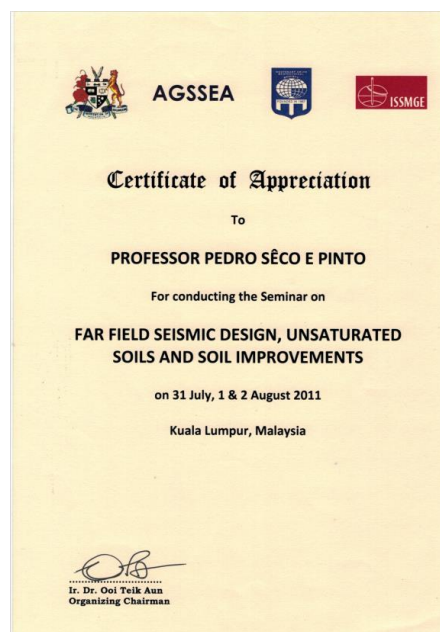 AGSSEA
ISSMGE
Certificate of Appreciation
To
PROFESSOR PEDRO SÊCO E PINTO
For conducting the Seminar on
FAR FIELD SEISMIC DESIGN, UNSATURATED
SOILS AND SOIL IMPROVEMENTS
on 31 July, 1 & 2 August 2011
Kuala Lumpur, Malaysia
Ir. Dr. Ooi Teik Aun
Organizing Chairman